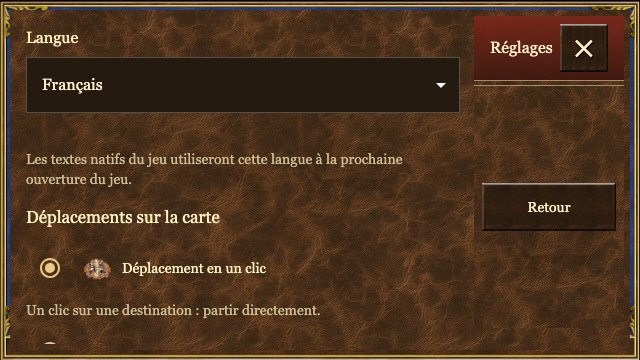 Langue
Réglages
Français
Les textes natifs du jeu utiliseront cette langue à la prochaine
ouverture du jeu.
Retour
Déplacements sur la carte
Déplacement en un clic
Un clic sur une destination : partir directement.